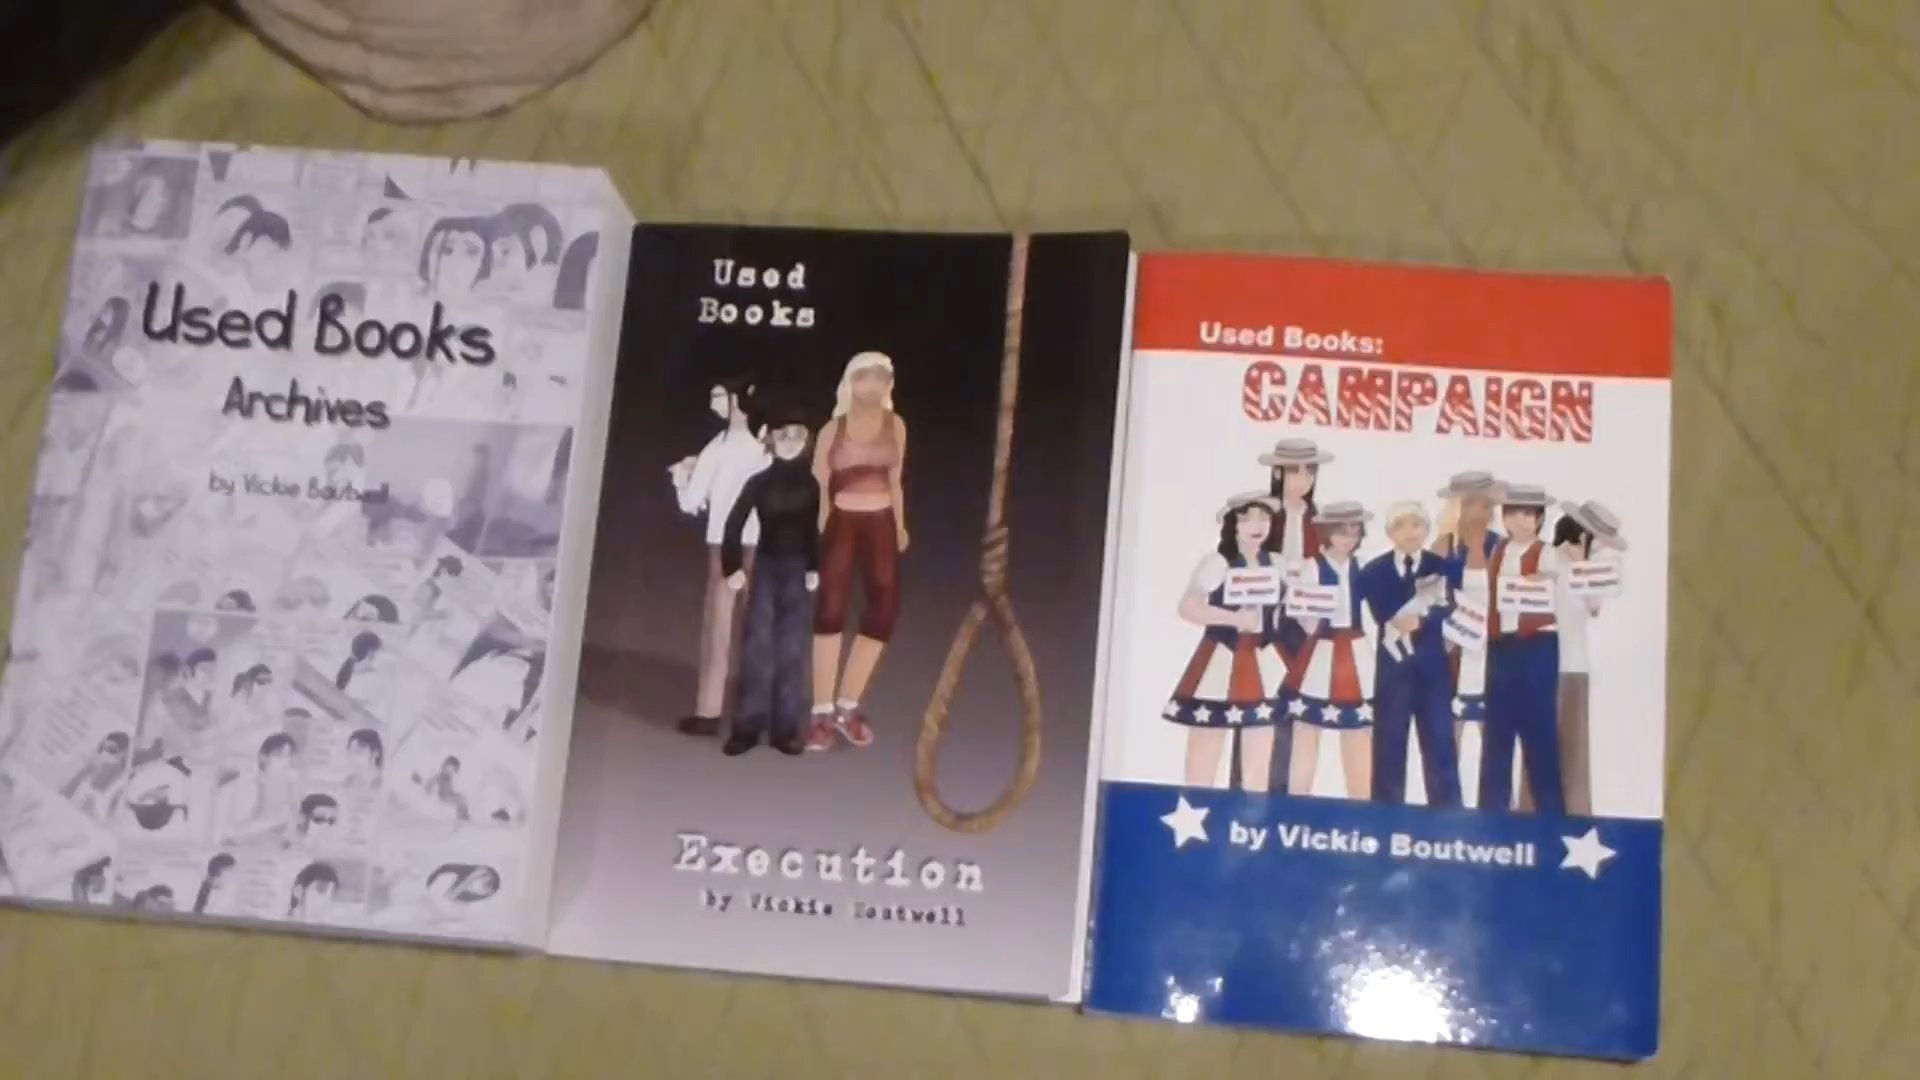 Used Books
Archives
by Vickie Boutwell
Used
Books
Execution
by Vickie Boutwell
Used Books:
CAMPAIGN
by Vickie Boutwell